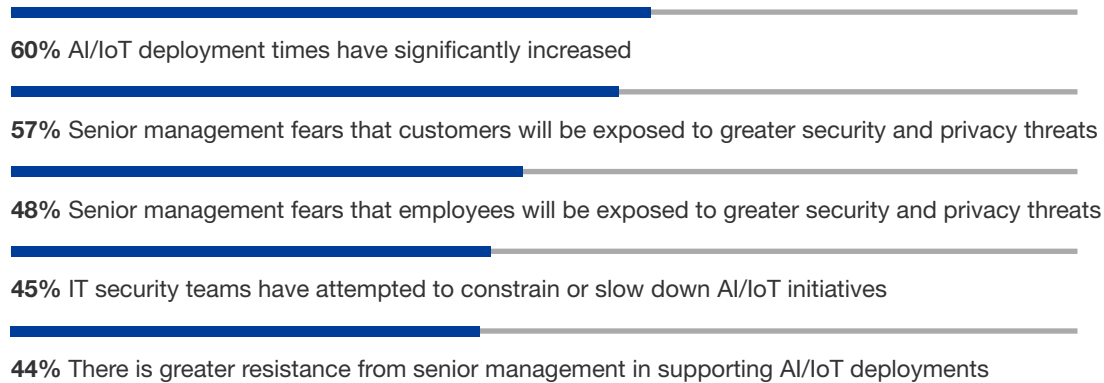 60% AI/IoT deployment times have significantly increased
57% Senior management fears that customers will be exposed to greater security and privacy threats
48% Senior management fears that employees will be exposed to greater security and privacy threats
45% IT security teams have attempted to constrain or slow down AI/IoT initiatives
44% There is greater resistance from senior management in supporting AI/IoT deployments